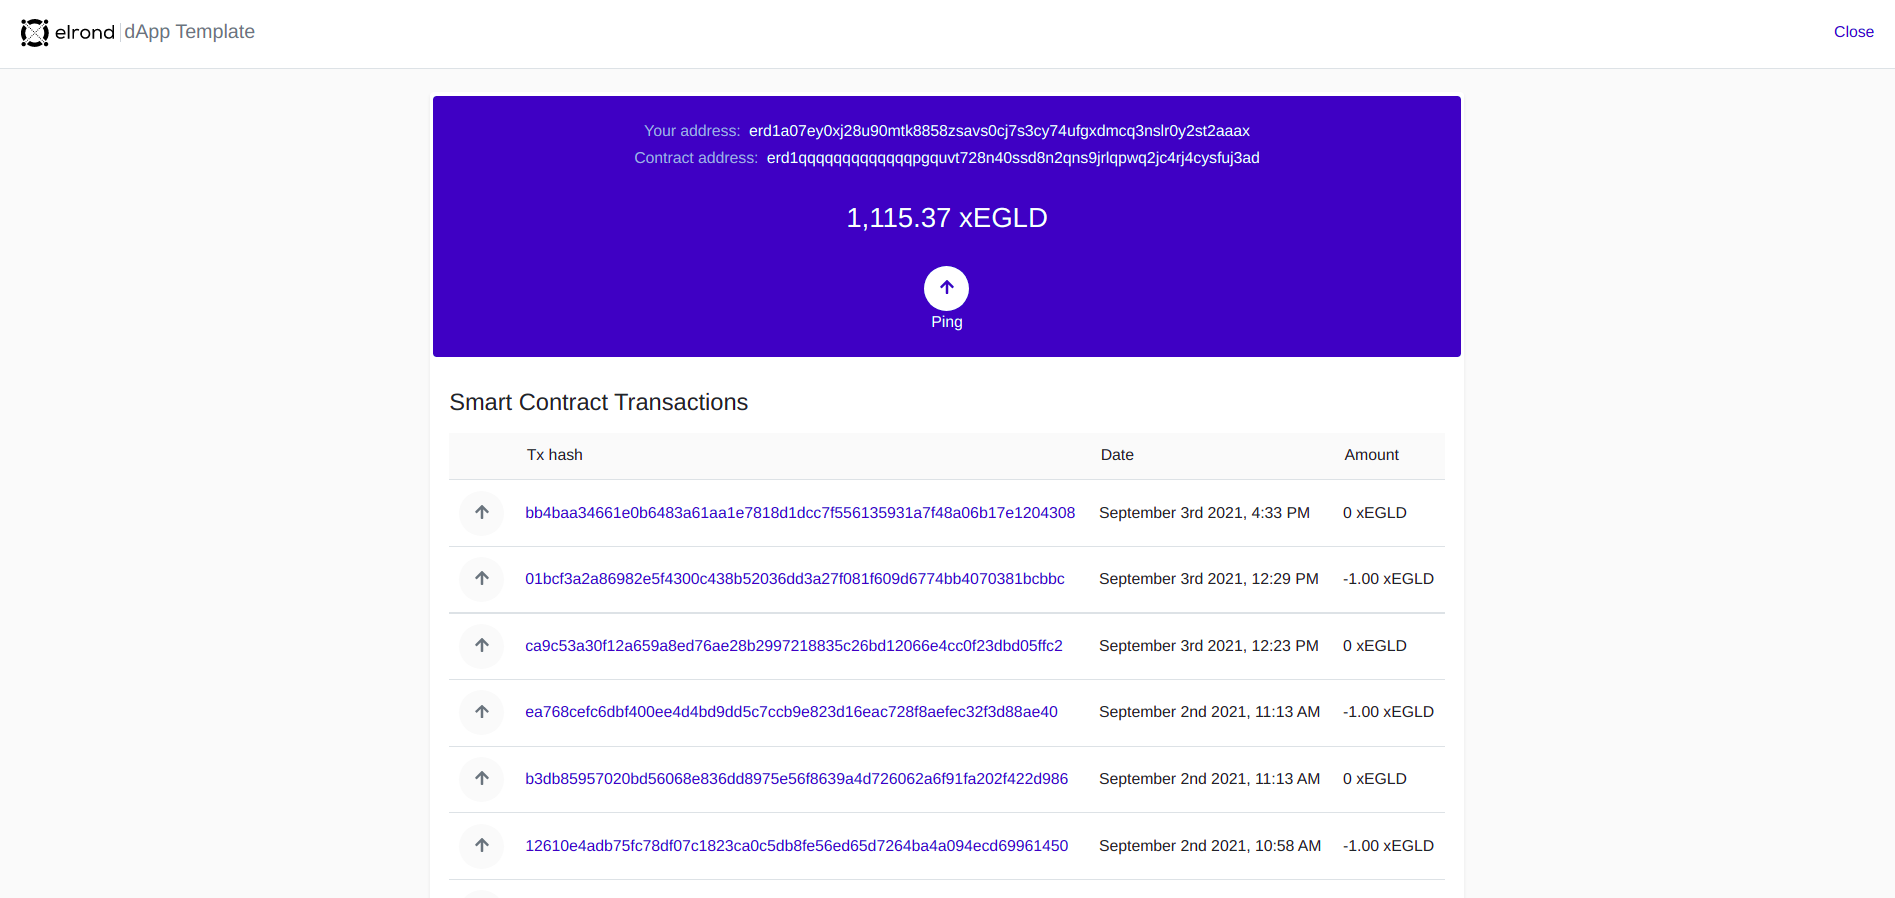 elrond | dApp Template
Close
Your address: erd1a07ey0xj28u90mtk8858zsavs0cj7s3cy74ufgxdmcq3nslr0y2st2aaax
Contract address: erd1qqqqqqqqqqqqqpgquvt728n40ssd8n2qns9jrlqpwq2jc4rj4cysfuj3ad
1,115.37 xEGLD
Ping
Smart Contract Transactions
Tx hash Date Amount
bb4baa34661e0b6483a61aa1e7818d1dcc7f556135931a7f48a06b17e1204308 September 3rd 2021, 4:33 PM 0 xEGLD
01bcf3a2a86982e5f4300c438b52036dd3a27f081f609d6774bb4070381bcbbc September 3rd 2021, 12:29 PM -1.00 xEGLD
ca9c53a30f12a659a8ed76ae28b2997218835c26bd12066e4cc0f23dbd05ffc2 September 3rd 2021, 12:23 PM 0 xEGLD
ea768cefc6dbf400ee4d4bd9dd5c7ccb9e823d16eac728f8aefec32f3d88ae40 September 2nd 2021, 11:13 AM -1.00 xEGLD
b3db85957020bd56068e836dd8975e56f8639a4d726062a6f91fa202f422d986 September 2nd 2021, 11:13 AM 0 xEGLD
12610e4adb75fc78df07c1823ca0c5db8fe56ed65d7264ba4a094ecd69961450 September 2nd 2021, 10:58 AM -1.00 xEGLD